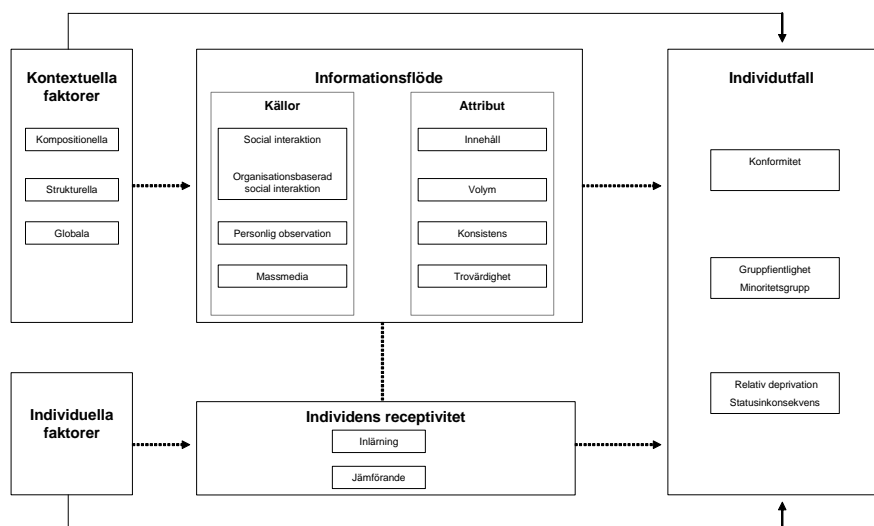 Kontextuella
faktorer
Kompositionella
Strukturella
Globala
Informationsflöde
Källor
Social interaktion
Organisationsbaserad
social interaktion
Personlig observation
Massmedia
Attribut
Innehåll
Volym
Konsistens
Trovärdighet
Individutfall
Konformitet
Gruppfientlighet
Minoritetsgrupp
Relativ deprivation
Statusinkonsekvens
Individuella
faktorer
Individens receptivitet
Inlärning
Jämförande